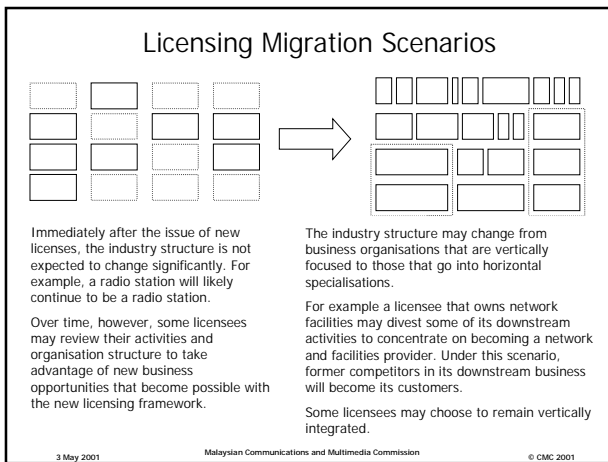 Licensing Migration Scenarios
Immediately after the issue of new
licenses, the industry structure is not
expected to change significantly. For
example, a radio station will likely
continue to be a radio station.
Over time, however, some licensees
may review their activities and
organisation structure to take
advantage of new business
opportunities that become possible with
the new licensing framework.
The industry structure may change from
business organisations that are vertically
focused to those that go into horizontal
specialisations.
For example a licensee that owns network
facilities may divest some of its downstream
activities to concentrate on becoming a network
and facilities provider. Under this scenario,
former competitors in its downstream business
will become its customers.
Some licensees may choose to remain vertically
integrated.
3 May 2001
Malaysian Communications and Multimedia Commission
© CMC 2001